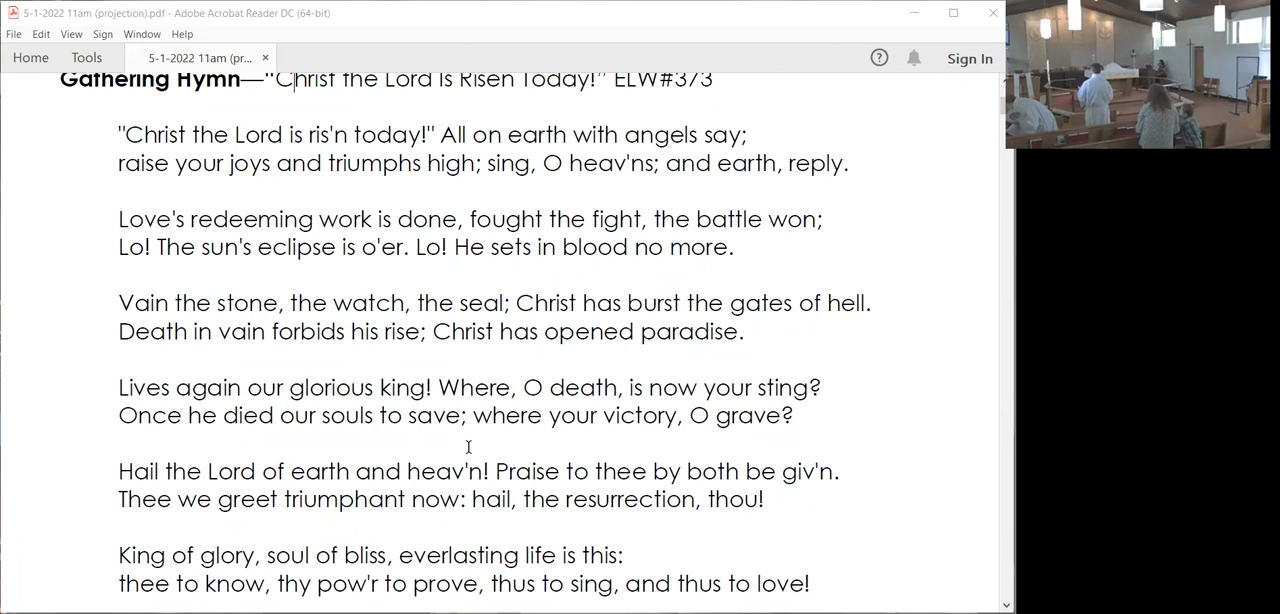 5-1-2022 11am (projection).pdf - Adobe Acrobat Reader DC (64-bit)
File Edit View Sign Window Help
Home Tools 5-1-2022 11am (pr... × Sign In
Gathering Hymn—"Christ the Lord Is Risen Today!" ELW#373
"Christ the Lord is ris'n today!" All on earth with angels say;
raise your joys and triumphs high; sing, O heav'ns; and earth, reply.
Love's redeeming work is done, fought the fight, the battle won;
Lo! The sun's eclipse is o'er. Lo! He sets in blood no more.
Vain the stone, the watch, the seal; Christ has burst the gates of hell.
Death in vain forbids his rise; Christ has opened paradise.
Lives again our glorious king! Where, O death, is now your sting?
Once he died our souls to save; where your victory, O grave?
Hail the Lord of earth and heav'n! Praise to thee by both be giv'n.
Thee we greet triumphant now: hail, the resurrection, thou!
King of glory, soul of bliss, everlasting life is this:
thee to know, thy pow'r to prove, thus to sing, and thus to love!